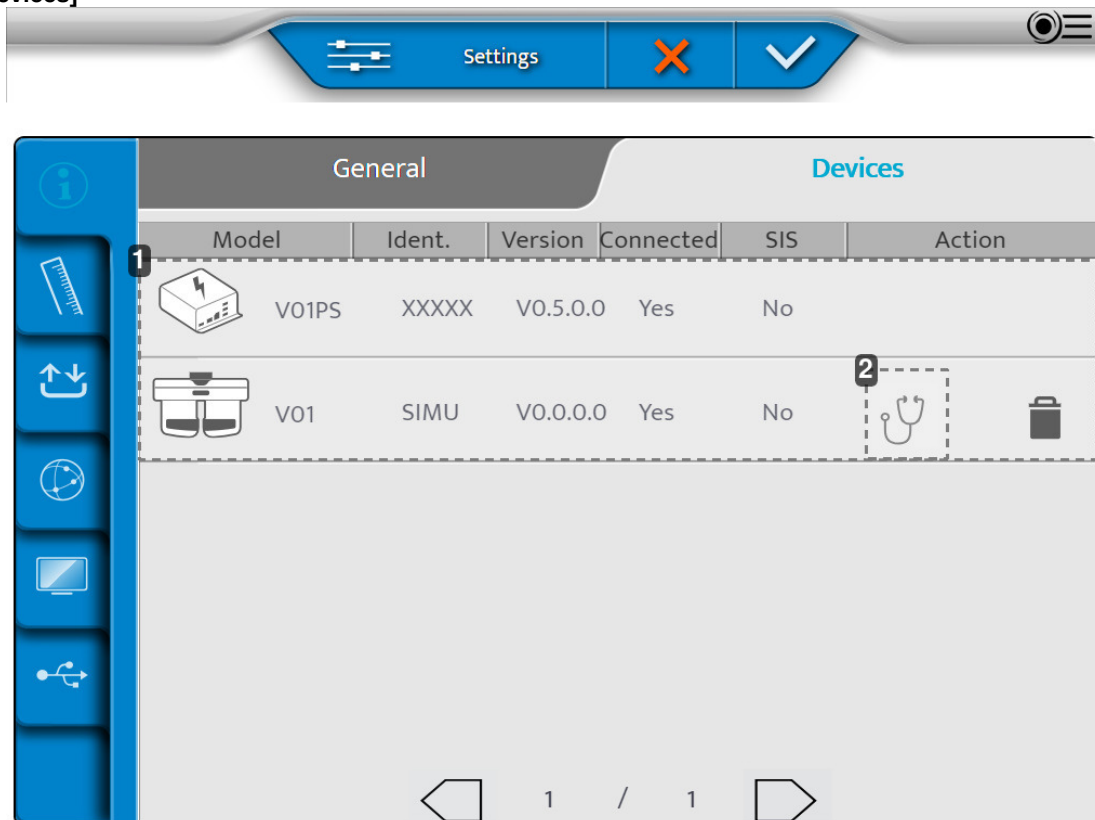 Settings
General Devices
Model Ident. Version Connected SIS Action
1
V01PS XXXXX V0.5.0.0 Yes No
2
V01 SIMU V0.0.0.0 Yes No
1 / 1